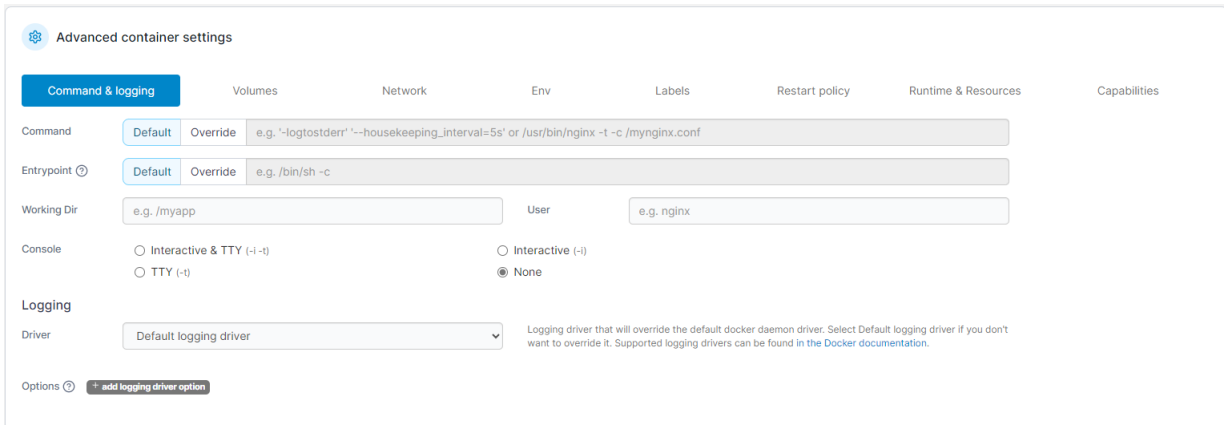 Advanced container settings
Command & logging Volumes Network Env Labels Restart policy Runtime & Resources Capabilities
Command Default Override e.g. '-logtostderr' '--housekeeping_interval=5s' or /usr/bin/nginx -t -c /mynginx.conf
Entrypoint Default Override e.g. /bin/sh -c
Working Dir e.g. /myapp User e.g. nginx
Console Interactive & TTY (-i -t) Interactive (-i)
TTY (-t) None
Logging
Driver Default logging driver Logging driver that will override the default docker daemon driver. Select Default logging driver if you don't
want to override it. Supported logging drivers can be found in the Docker documentation.
Options + add logging driver option